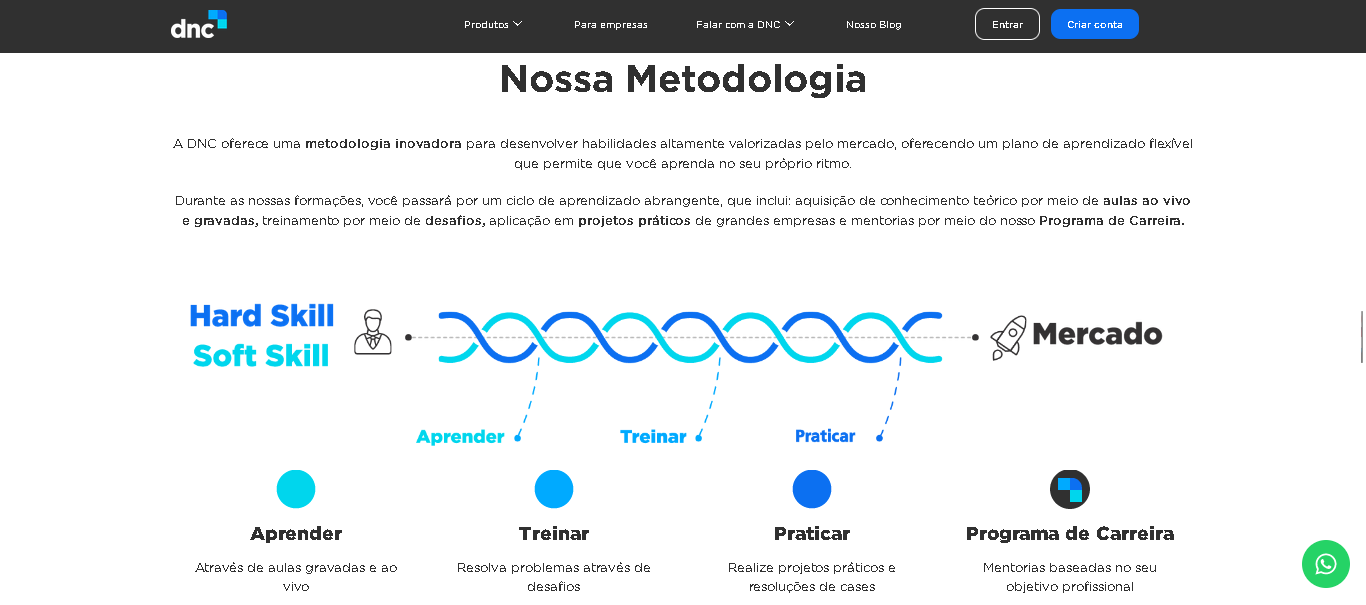 dnc
Produtos
Para empresas
Falar com a DNC
Nosso Blog
Entrar
Criar conta
Nossa Metodologia
A DNC oferece uma metodologia inovadora para desenvolver habilidades altamente valorizadas pelo mercado, oferecendo um plano de aprendizado flexível
que permite que você aprenda no seu próprio ritmo.
Durante as nossas formações, você passará por um ciclo de aprendizado abrangente, que inclui: aquisição de conhecimento teórico por meio de aulas ao vivo
e gravadas, treinamento por meio de desafios, aplicação em projetos práticos de grandes empresas e mentorias por meio do nosso Programa de Carreira.
Hard Skill
Soft Skill
Mercado
Aprender
Treinar
Praticar
Aprender
Através de aulas gravadas e ao
vivo
Treinar
Resolva problemas através de
desafios
Praticar
Realize projetos práticos e
resoluções de cases
Programa de Carreira
Mentorias baseadas no seu
objetivo profissional